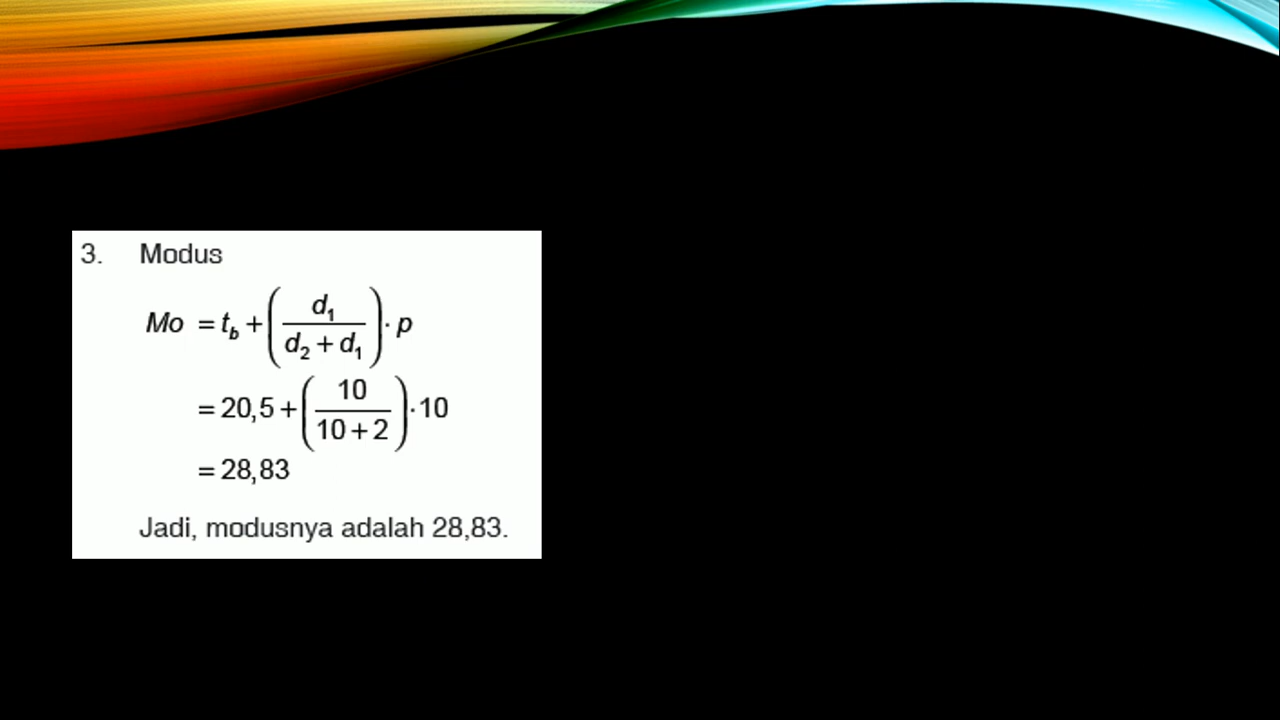 3. Modus
Mo = t_b + (d_1 / (d_2 + d_1)) · p
= 20,5 + (10 / (10 + 2)) · 10
= 28,83
Jadi, modusnya adalah 28,83.